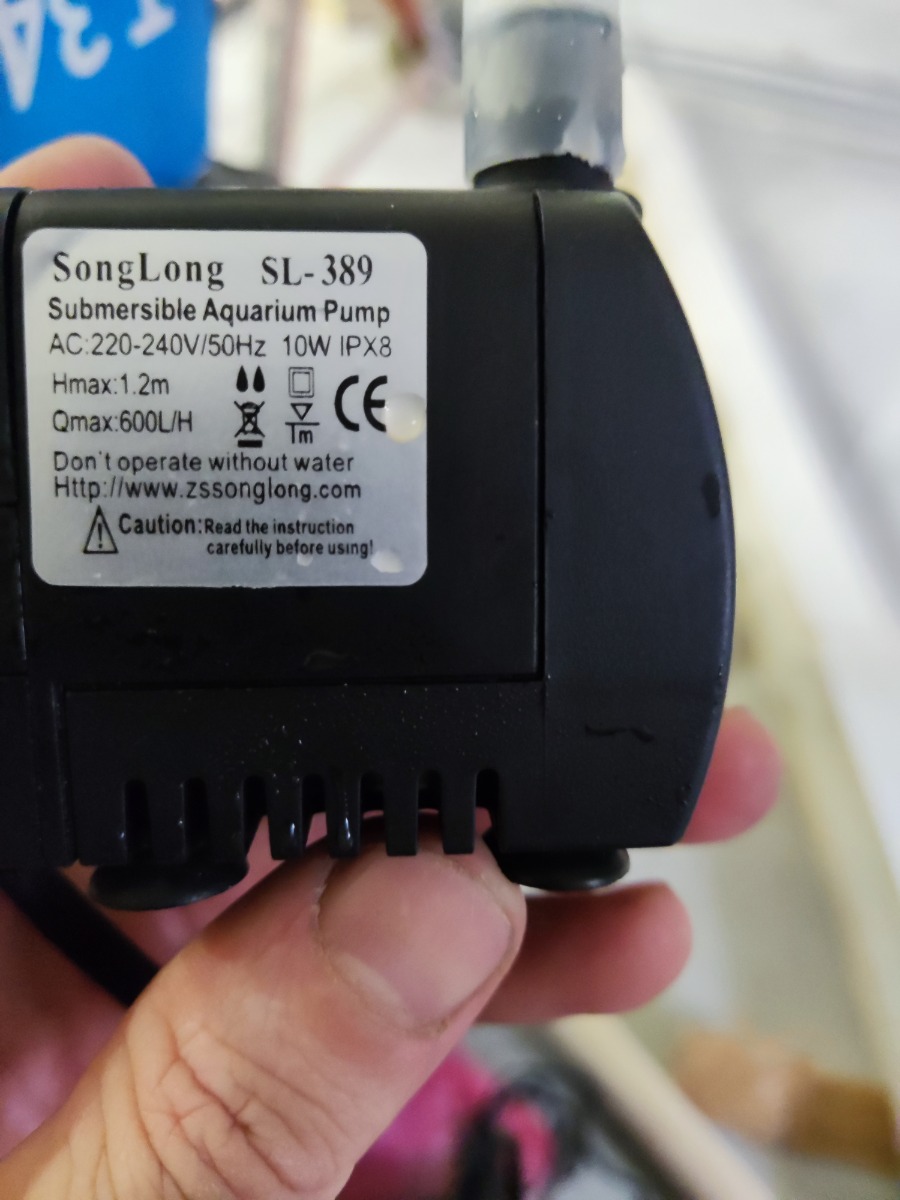 SongLong SL-389
Submersible Aquarium Pump
AC:220-240V/50Hz 10W IPX8
Hmax:1.2m
Qmax:600L/H
1m
CE
Don't operate without water
Http://www.zssonglong.com
Caution:Read the instruction
carefully before using!